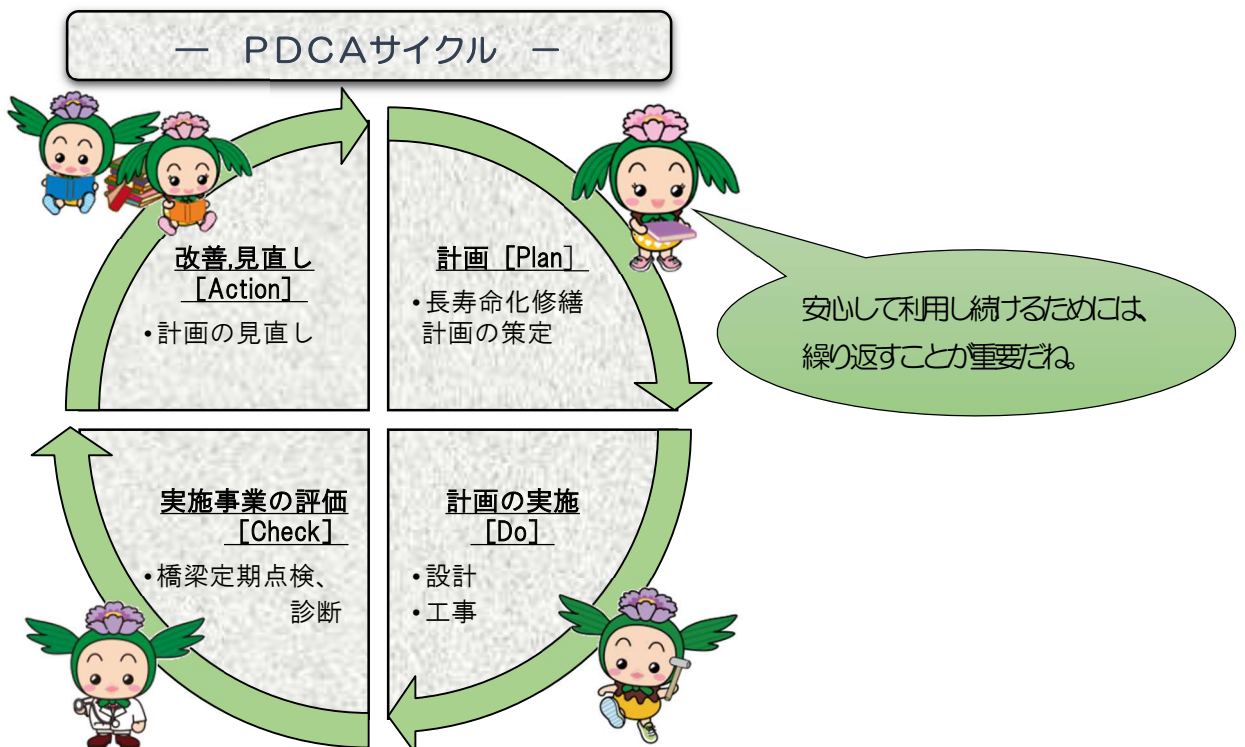 ― PDCAサイクル ―
改善,見直し
[Action]
・計画の見直し
計画［Plan］
・長寿命化修繕
計画の策定
安心して利用し続けるためには、
繰り返すことが重要だね。
実施事業の評価
[Check]
・橋梁定期点検、
診断
計画の実施
[Do]
・設計
・工事